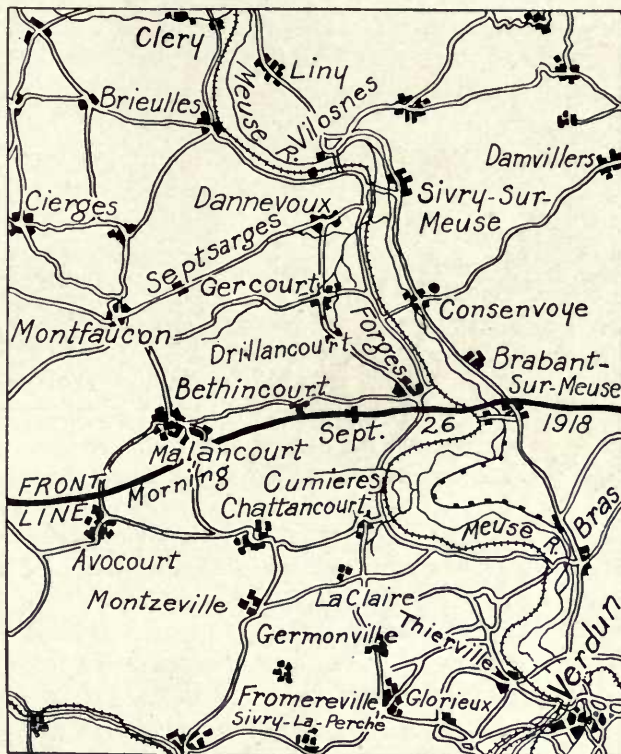 Clery
Liny
Meuse R.
Brieulles
Vilosnes
Damvillers
Cierges
Dannevoux
Sivry-Sur-
Meuse
Septsarges
Gercourt
Consenvoye
Montfaucon
Drillancourt
Forges
Brabant-
Sur-Meuse
Bethincourt
Sept. 26 1918
Malancourt
Morning
FRONT
LINE
Cumieres
Chattancourt
Meuse R.
Bras
Avocourt
Montzeville
La Claire
Thierville
Germonville
Verdun
Fromereville
Glorieux
Sivry-La-Perche